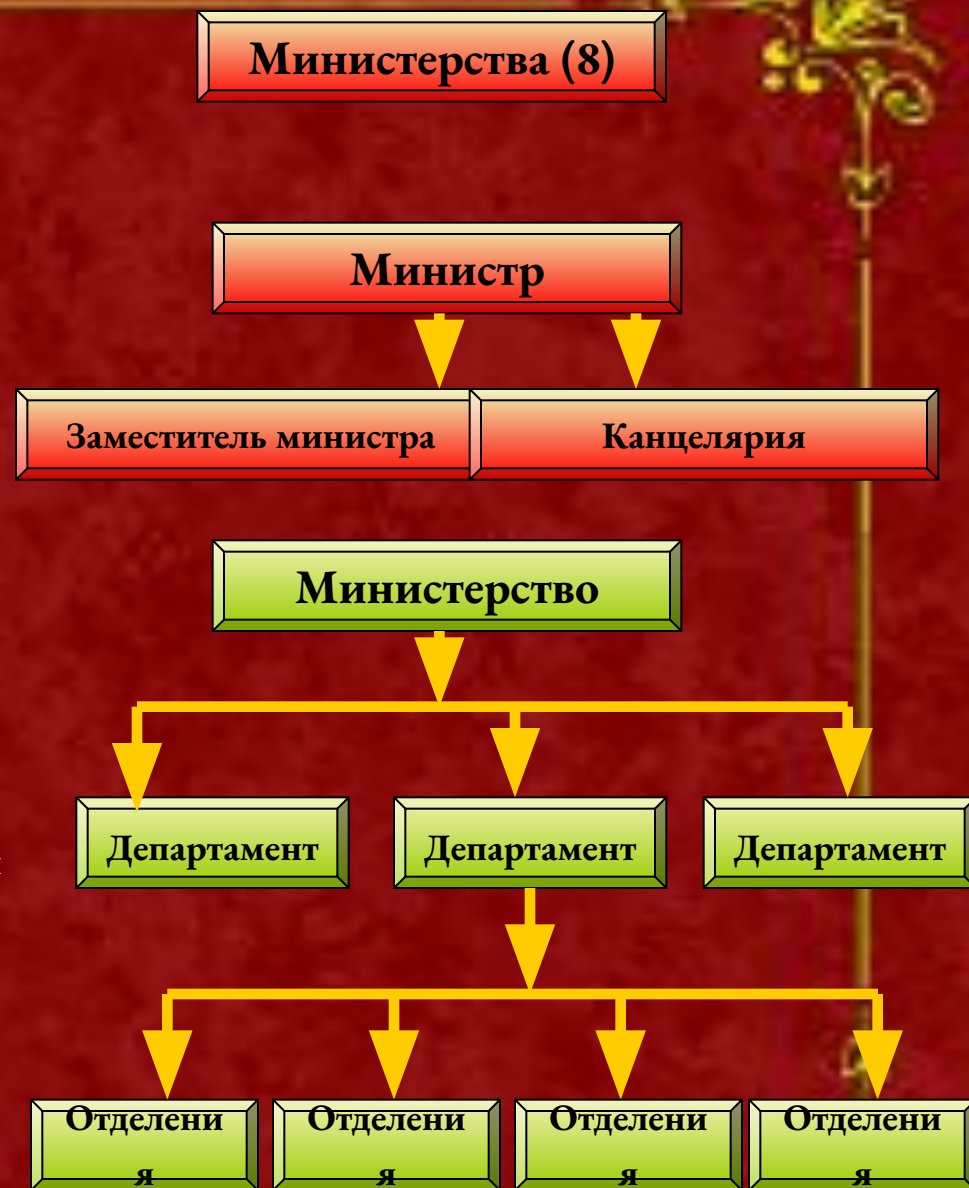 Министерства (8)
Министр
Заместитель министра
Канцелярия
Министерство
Департамент
Департамент
Департамент
Отделени
я
Отделени
я
Отделени
я
Отделени
я